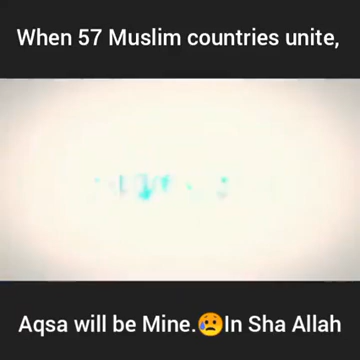 When 57 Muslim countries unite,
Aqsa will be Mine.😥In Sha Allah